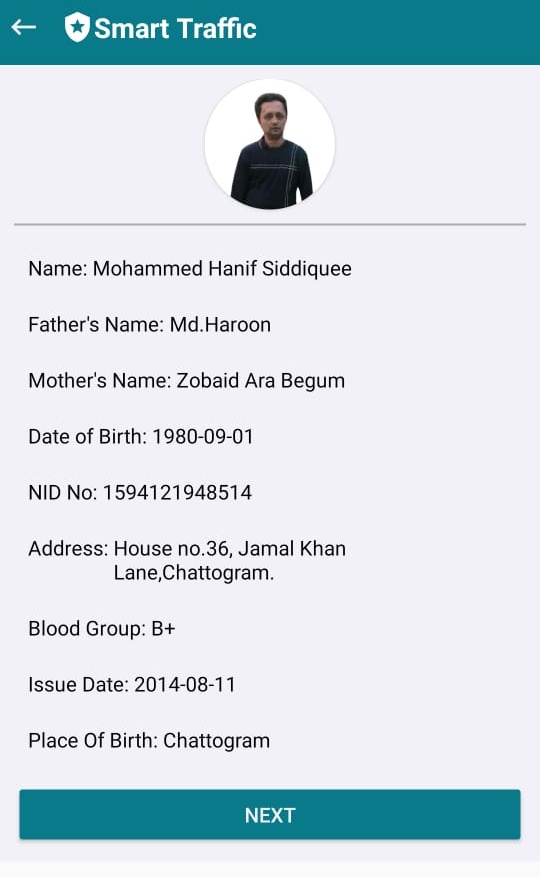 Smart Traffic
Name: Mohammed Hanif Siddiquee
Father's Name: Md.Haroon
Mother's Name: Zobaid Ara Begum
Date of Birth: 1980-09-01
NID No: 1594121948514
Address: House no.36, Jamal Khan
Lane,Chattogram.
Blood Group: B+
Issue Date: 2014-08-11
Place Of Birth: Chattogram
NEXT